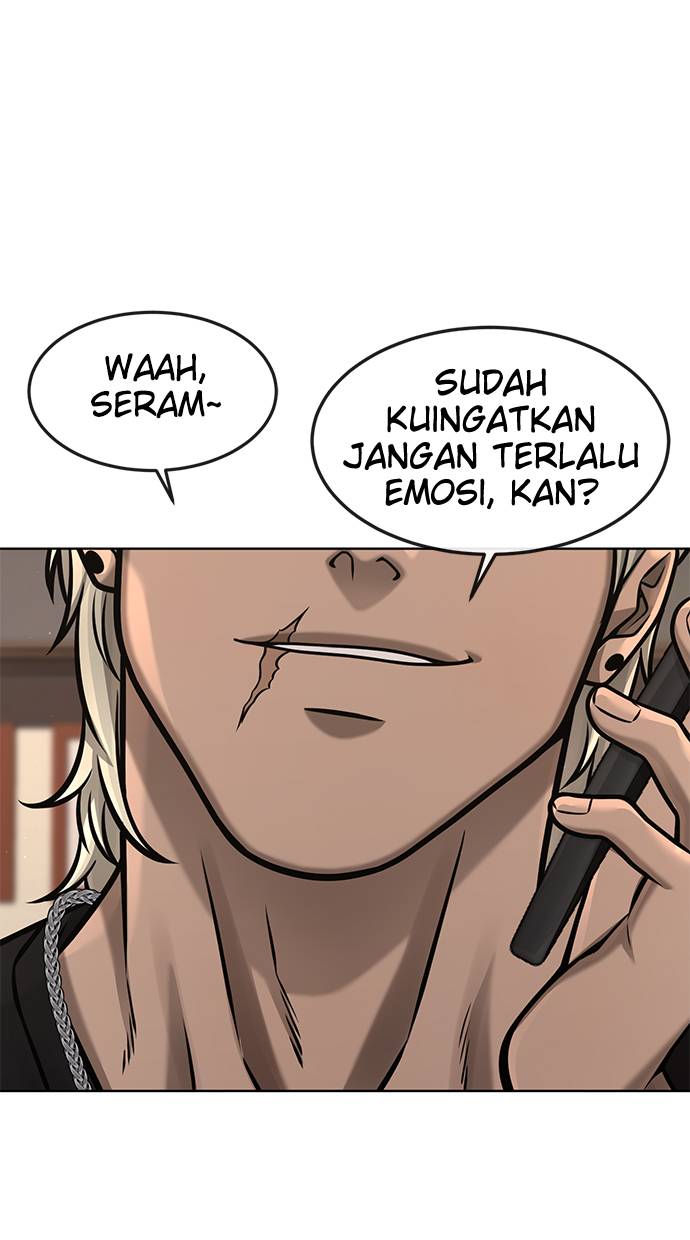 WAAH,
SERAM~
SUDAH
KUINGATKAN
JANGAN TERLALU
EMOSI, KAN?